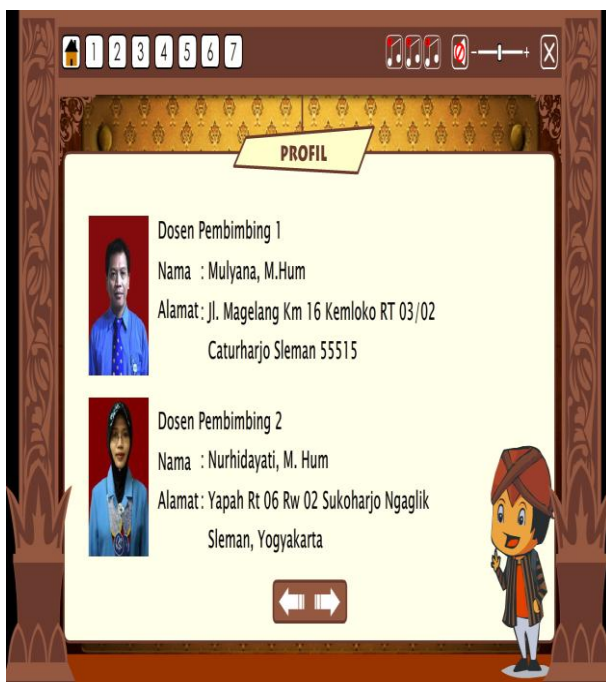 1 2 3 4 5 6 7
- +
PROFIL
Dosen Pembimbing 1
Nama : Mulyana, M.Hum
Alamat : Jl. Magelang Km 16 Kemloko RT 03/02
Caturharjo Sleman 55515
Dosen Pembimbing 2
Nama : Nurhidayati, M. Hum
Alamat : Yapah Rt 06 Rw 02 Sukoharjo Ngaglik
Sleman, Yogyakarta